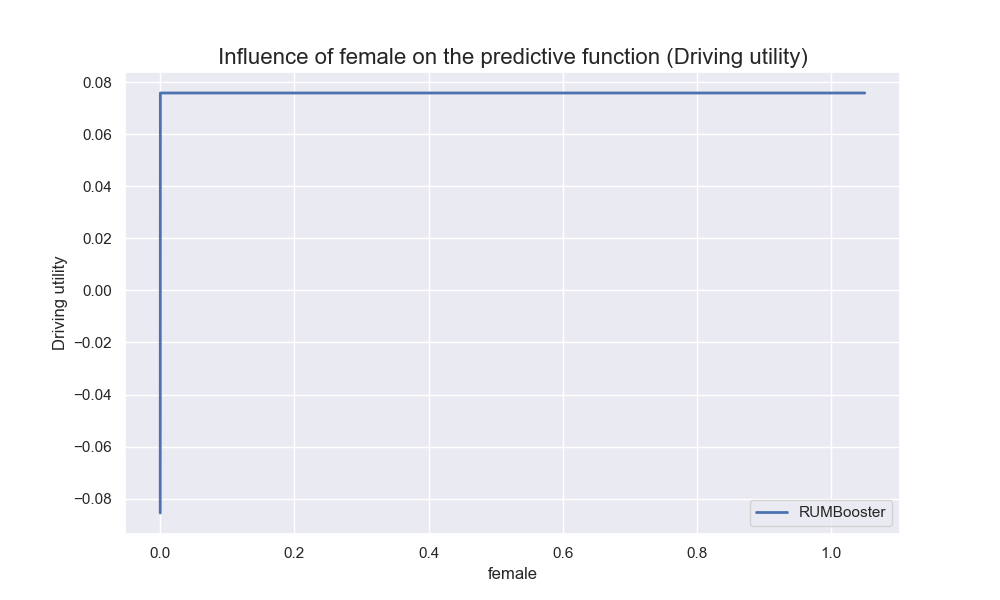 Influence of female on the predictive function (Driving utility)
0.08
0.06
0.04
0.02
0.00
−0.02
−0.04
−0.06
−0.08
Driving utility
RUMBooster
0.0 0.2 0.4 0.6 0.8 1.0
female